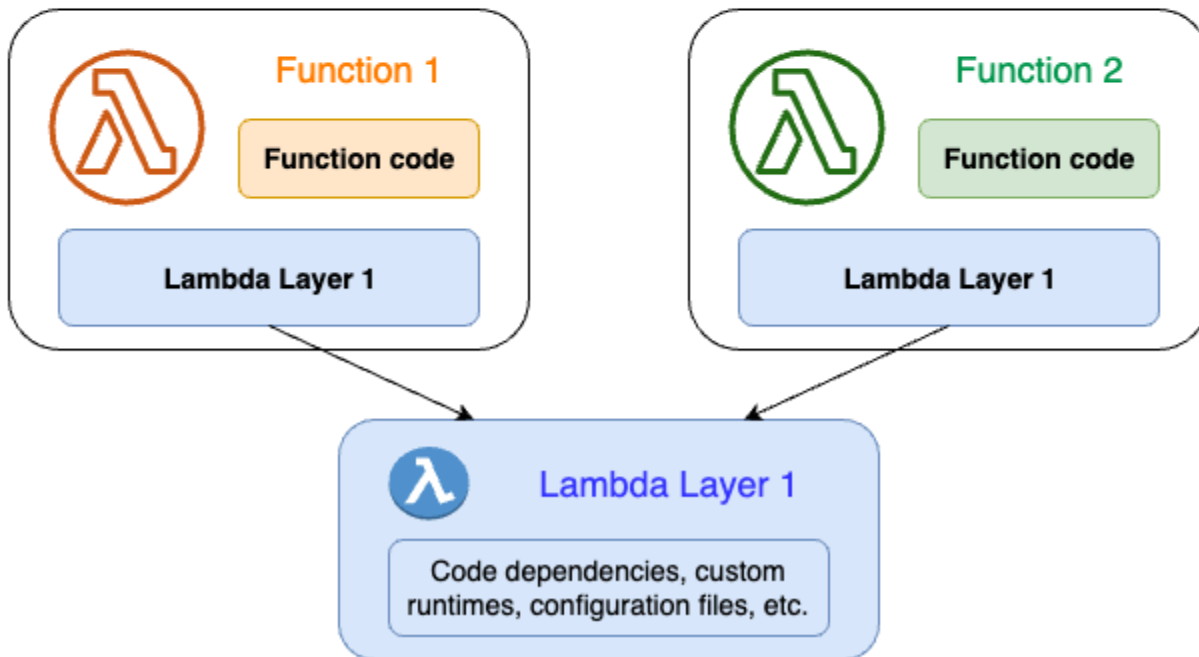 Function 1
Function code
Lambda Layer 1
Function 2
Function code
Lambda Layer 1
Lambda Layer 1
Code dependencies, custom
runtimes, configuration files, etc.